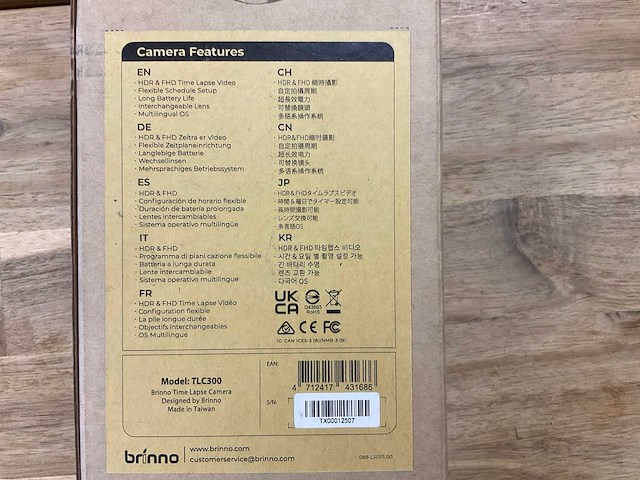 Camera Features
EN
· HDR & FHD Time Lapse Video
· Flexible Schedule Setup
· Long Battery Life
· Interchangeable Lens
· Multilingual OS
DE
· HDR & FHD Zeitra er Video
· Flexible Zeitplaneinrichtung
· Langlebige Batterie
· Wechsellinsen
· Mehrsprachiges Betriebssystem
ES
· HDR & FHD
· Configuración de horario flexible
· Duración de batería prolongada
· Lentes intercambiables
· Sistema operativo multilingüe
IT
· HDR & FHD
· Programma di piani cazione flessibile
· Batteria a lunga durata
· Lente intercambiabile
· Sistema operativo multilingue
FR
· HDR & FHD Time Lapse Vidéo
· Configuration flexible
· La pile longue durée
· Objectifs interchangeables
· OS Multilingue
CH
· HDR & FHD 縮時攝影
· 自定拍攝周期
· 超長效電力
· 可替換鏡頭
· 多語系操作系統
CN
· HDR&FHD缩时摄影
· 自定拍摄周期
· 超长效电力
· 可替换镜头
· 多语系操作系统
JP
· HDR&FHDタイムラプスビデオ
· 時間&曜日でタイマー設定可能
· 長時間撮影可能
· レンズ交換可能
· 多言語OS
KR
· HDR & FHD 타임랩스 비디오
· 시간 & 요일 별 촬영 설정 가능
· 긴 배터리 수명
· 렌즈 교환 가능
· 다국어 OS
UK
CA
RoHS
CE FC
IC: CAN ICES-3 (B)/NMB-3 (B)
Model: TLC300
Brinno Time Lapse Camera
Designed by Brinno
Made in Taiwan
EAN:
4 712417 431686
S/N:
TX00012507
brinno
www.brinno.com
customerservice@brinno.com